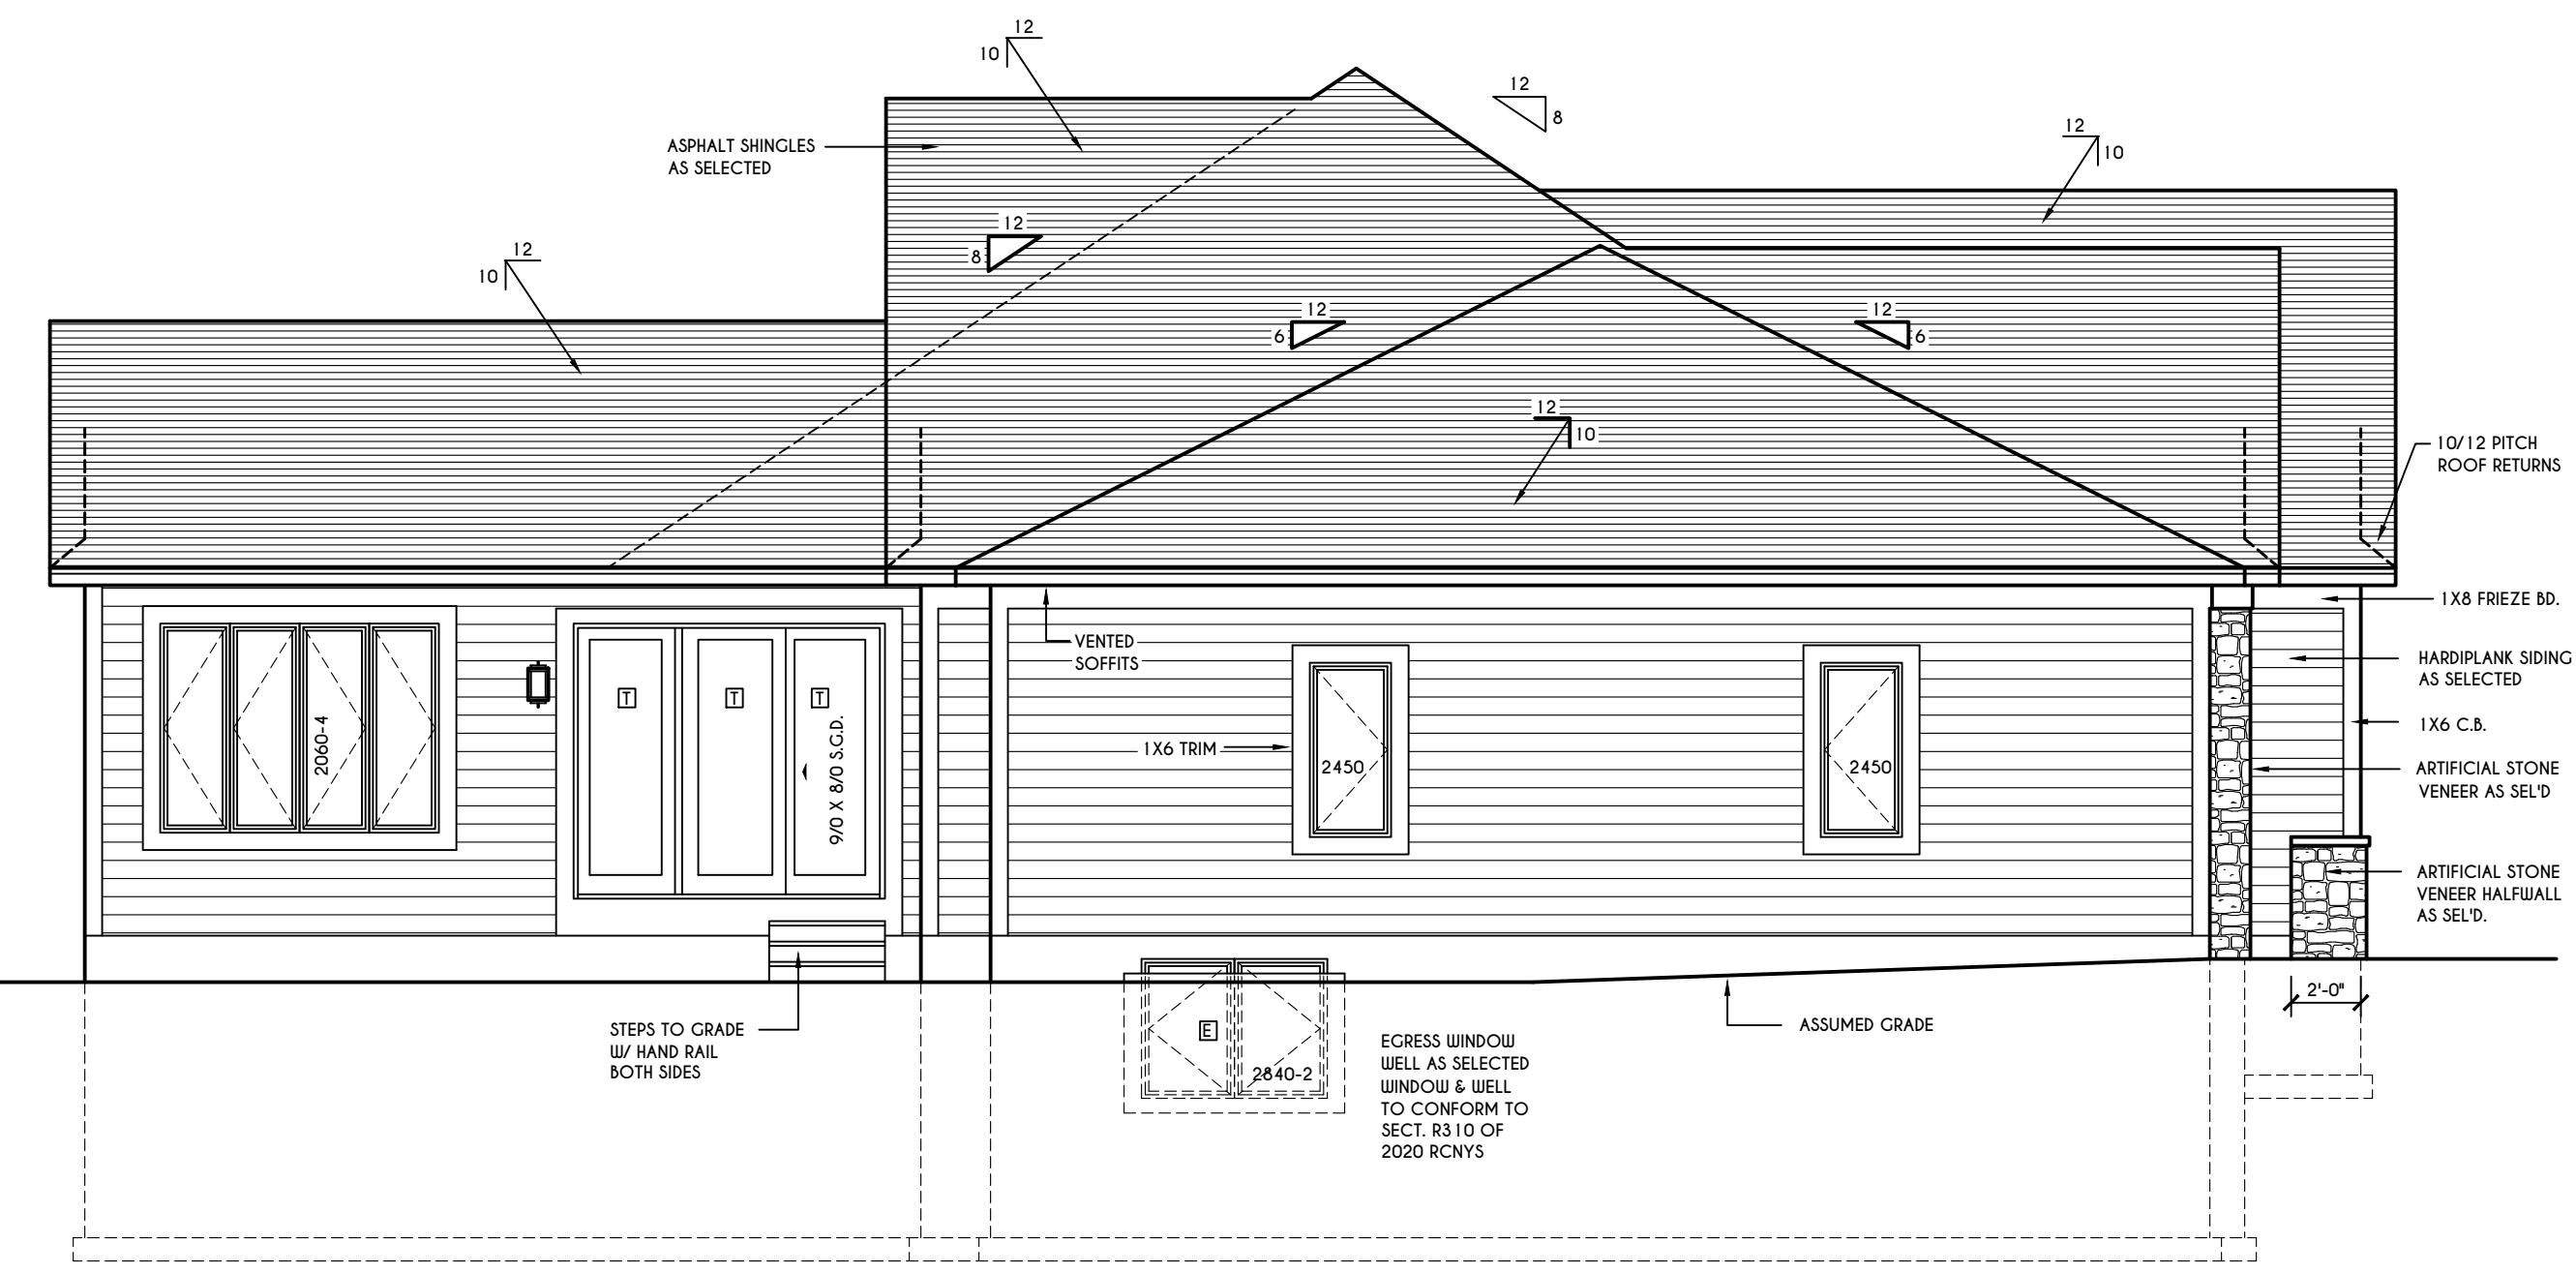 12
10
12
8
ASPHALT SHINGLES
AS SELECTED
12
10
12
8
12
10
12
6
12
6
12
10
10/12 PITCH
ROOF RETURNS
1X8 FRIEZE BD.
VENTED
SOFFITS
HARDIPLANK SIDING
AS SELECTED
T
T
T
2060-4
9/0 X 8/0 S.G.D.
1X6 TRIM
2450
2450
1X6 C.B.
ARTIFICIAL STONE
VENEER AS SEL'D
ARTIFICIAL STONE
VENEER HALFWALL
AS SEL'D.
2'-0"
STEPS TO GRADE
W/ HAND RAIL
BOTH SIDES
E
2840-2
EGRESS WINDOW
WELL AS SELECTED
WINDOW & WELL
TO CONFORM TO
SECT. R310 OF
2020 RCNYS
ASSUMED GRADE